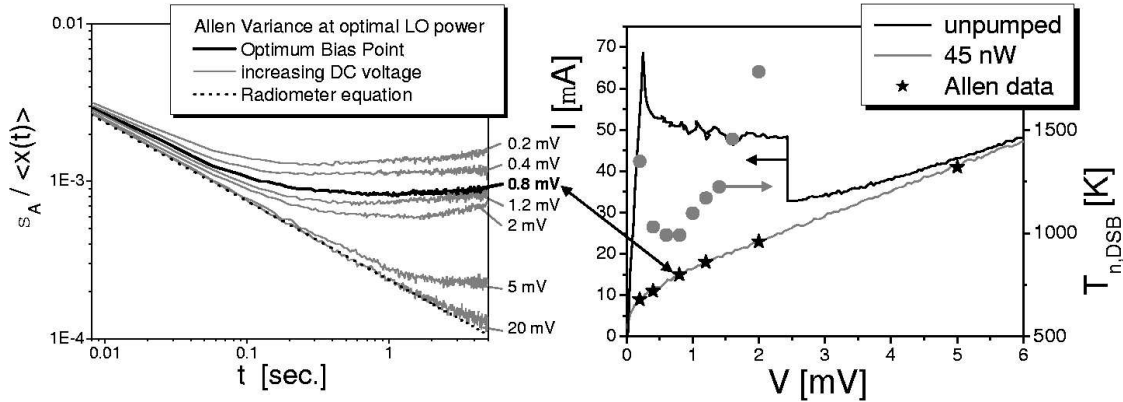 Allen Variance at optimal LO power
Optimum Bias Point
increasing DC voltage
Radiometer equation
0.01
1E-3
1E-4
s_A / <x(t)>
0.2 mV
0.4 mV
0.8 mV
1.2 mV
2 mV
5 mV
20 mV
0.01
0.1
1
t [sec.]
unpumped
45 nW
Allen data
70
60
50
40
30
20
10
0
I [mA]
1500
1000
500
T_n,DSB [K]
0
1
2
3
4
5
6
V [mV]